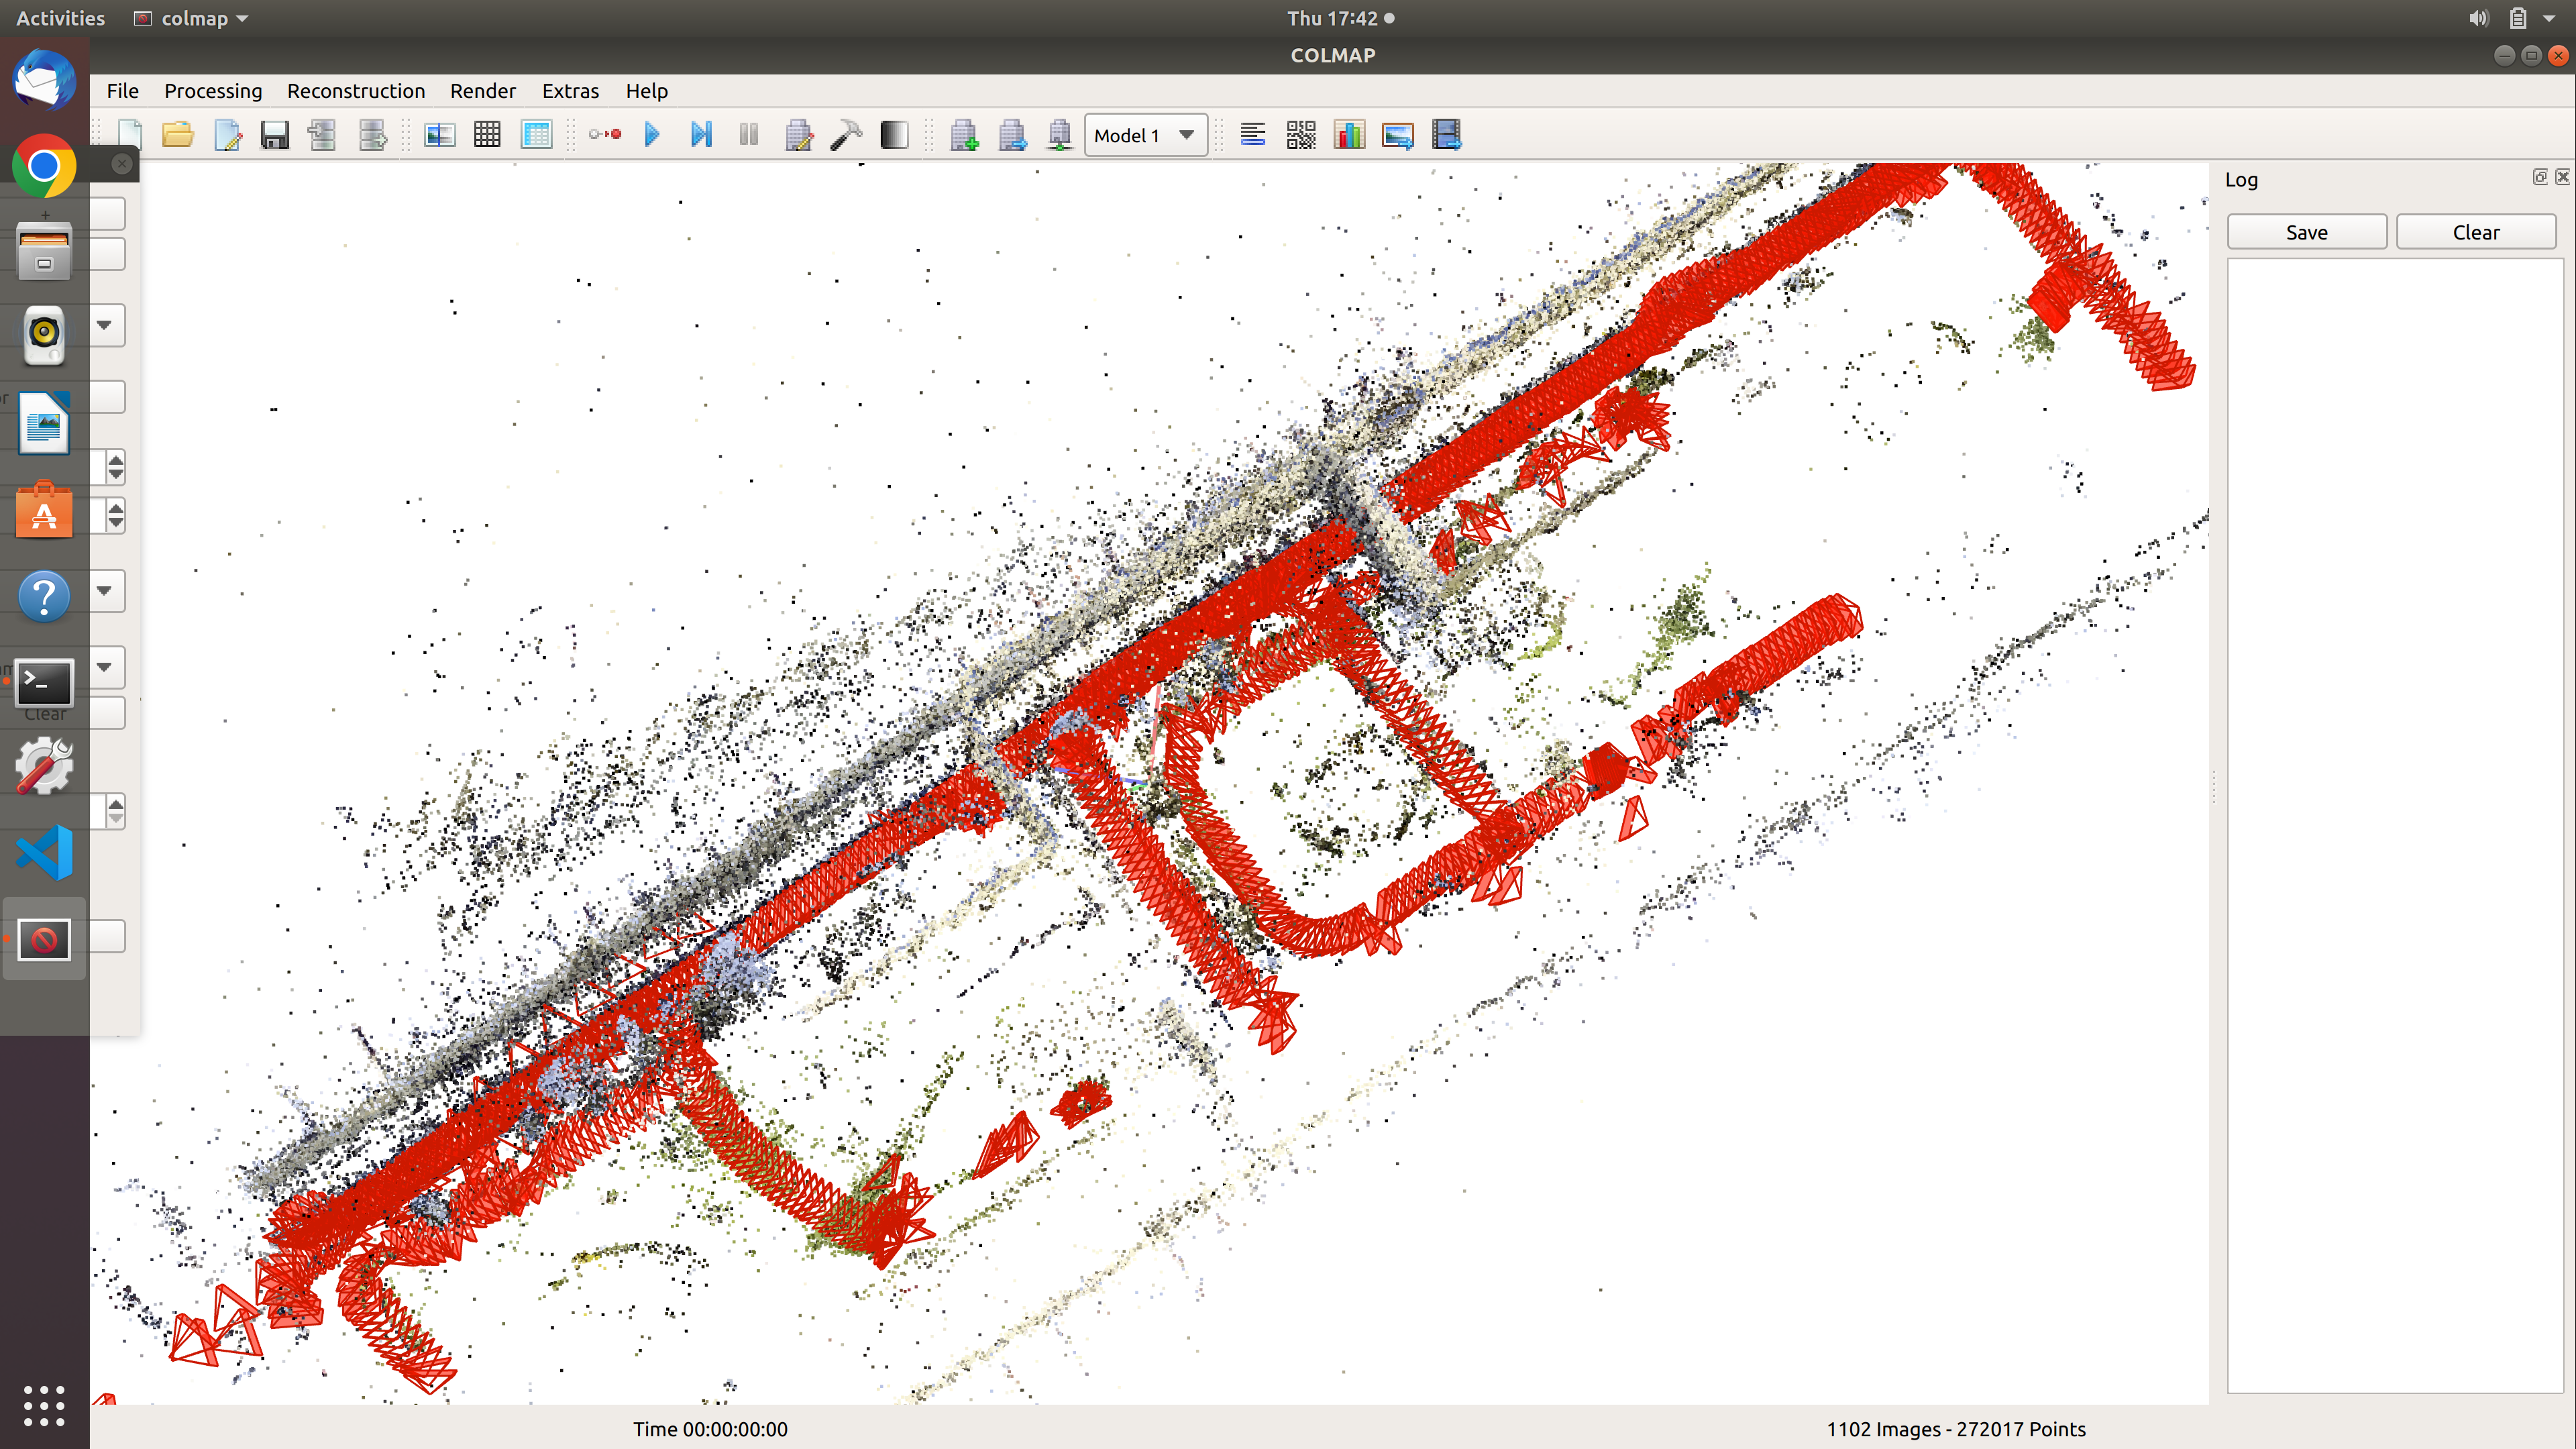 Activities
colmap
Thu 17:42
COLMAP
File Processing Reconstruction Render Extras Help
Model 1
Log
Save Clear
Clear
Time 00:00:00:00
1102 Images - 272017 Points